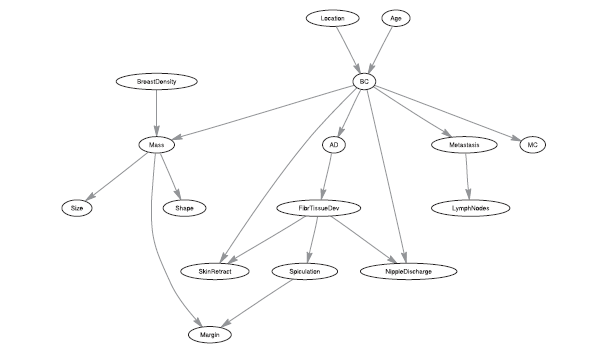 Location Age
BC
BreastDensity
Mass AD Metastasis MC
Size Shape FibrTissueDev LymphNodes
SkinRetract Spiculation NippleDischarge
Margin